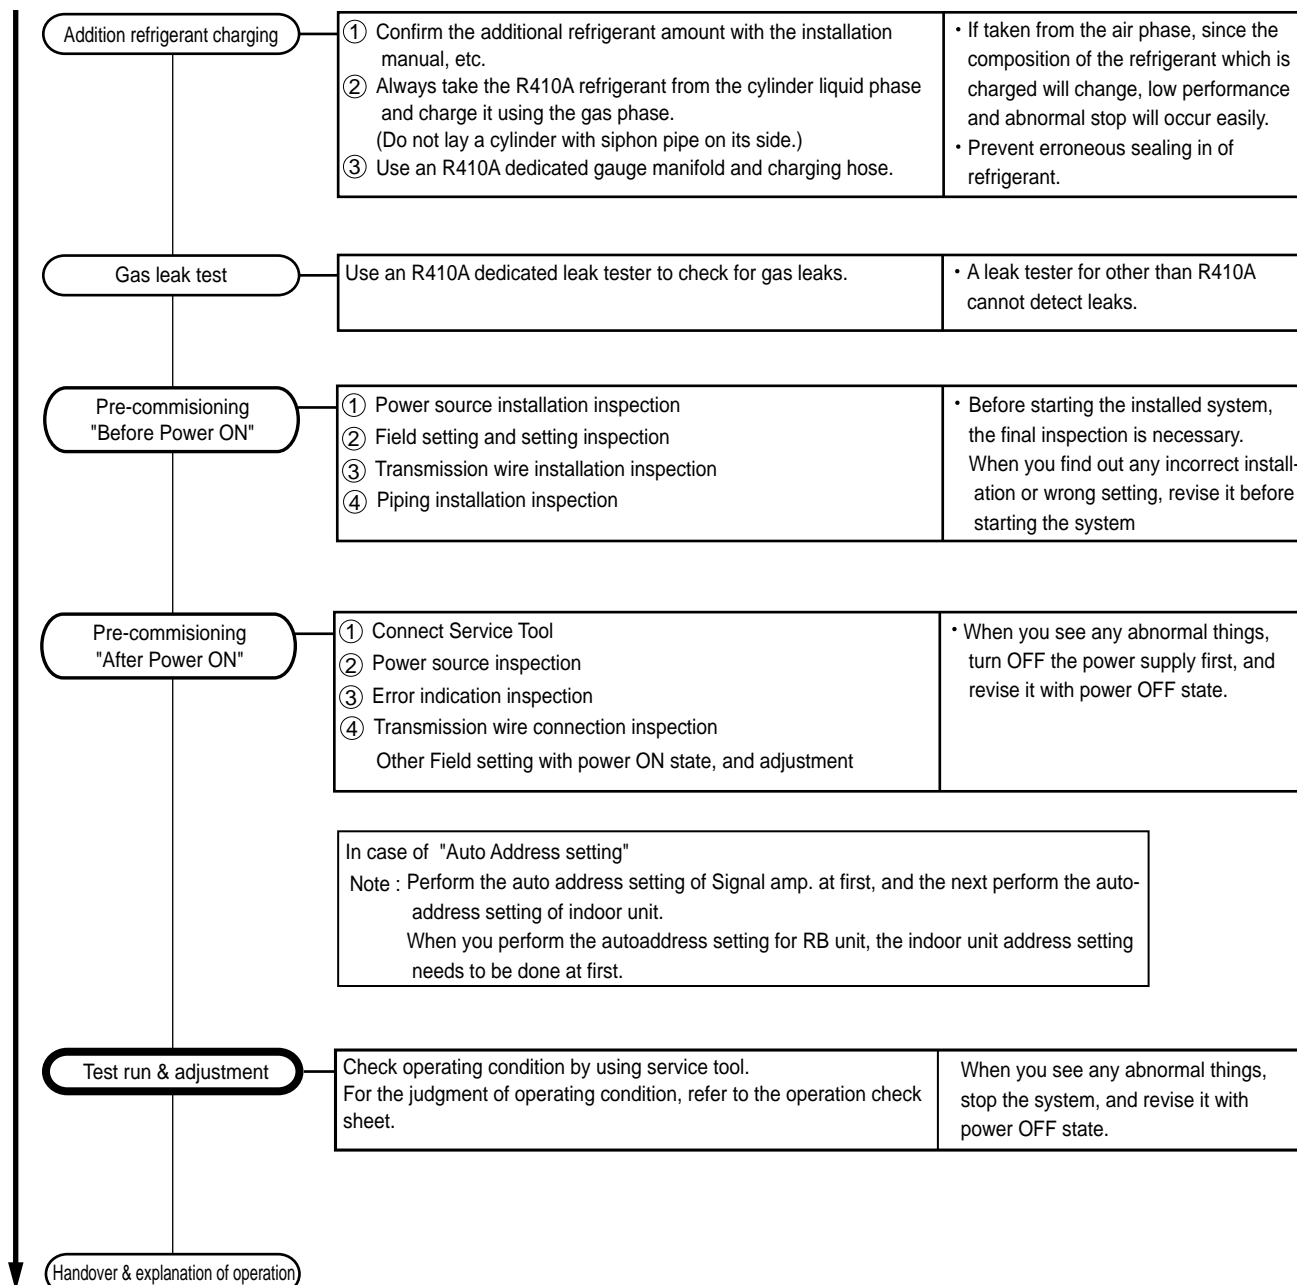 Addition refrigerant charging
① Confirm the additional refrigerant amount with the installation
manual, etc.
② Always take the R410A refrigerant from the cylinder liquid phase
and charge it using the gas phase.
(Do not lay a cylinder with siphon pipe on its side.)
③ Use an R410A dedicated gauge manifold and charging hose.
・If taken from the air phase, since the
composition of the refrigerant which is
charged will change, low performance
and abnormal stop will occur easily.
・Prevent erroneous sealing in of
refrigerant.
Gas leak test
Use an R410A dedicated leak tester to check for gas leaks.
・A leak tester for other than R410A
cannot detect leaks.
Pre-commisioning
"Before Power ON"
① Power source installation inspection
② Field setting and setting inspection
③ Transmission wire installation inspection
④ Piping installation inspection
・Before starting the installed system,
the final inspection is necessary.
When you find out any incorrect install-
ation or wrong setting, revise it before
starting the system
Pre-commisioning
"After Power ON"
① Connect Service Tool
② Power source inspection
③ Error indication inspection
④ Transmission wire connection inspection
Other Field setting with power ON state, and adjustment
・When you see any abnormal things,
turn OFF the power supply first, and
revise it with power OFF state.
In case of "Auto Address setting"
Note : Perform the auto address setting of Signal amp. at first, and the next perform the auto-
address setting of indoor unit.
When you perform the autoaddress setting for RB unit, the indoor unit address setting
needs to be done at first.
Test run & adjustment
Check operating condition by using service tool.
For the judgment of operating condition, refer to the operation check
sheet.
When you see any abnormal things,
stop the system, and revise it with
power OFF state.
Handover & explanation of operation